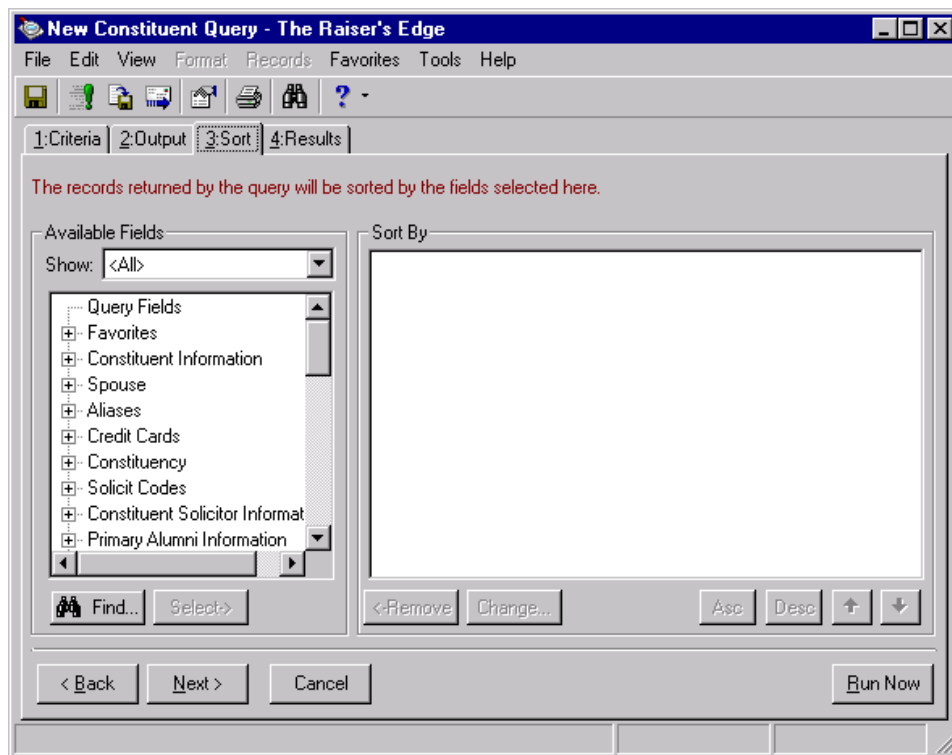 New Constituent Query - The Raiser's Edge
File Edit View Format Records Favorites Tools Help
?
1:Criteria 2:Output 3:Sort 4:Results
The records returned by the query will be sorted by the fields selected here.
Available Fields
Show: <All>
Query Fields
Favorites
Constituent Information
Spouse
Aliases
Credit Cards
Constituency
Solicit Codes
Constituent Solicitor Informat
Primary Alumni Information
Find... Select->
Sort By
<-Remove Change... Asc Desc
< Back Next > Cancel Run Now